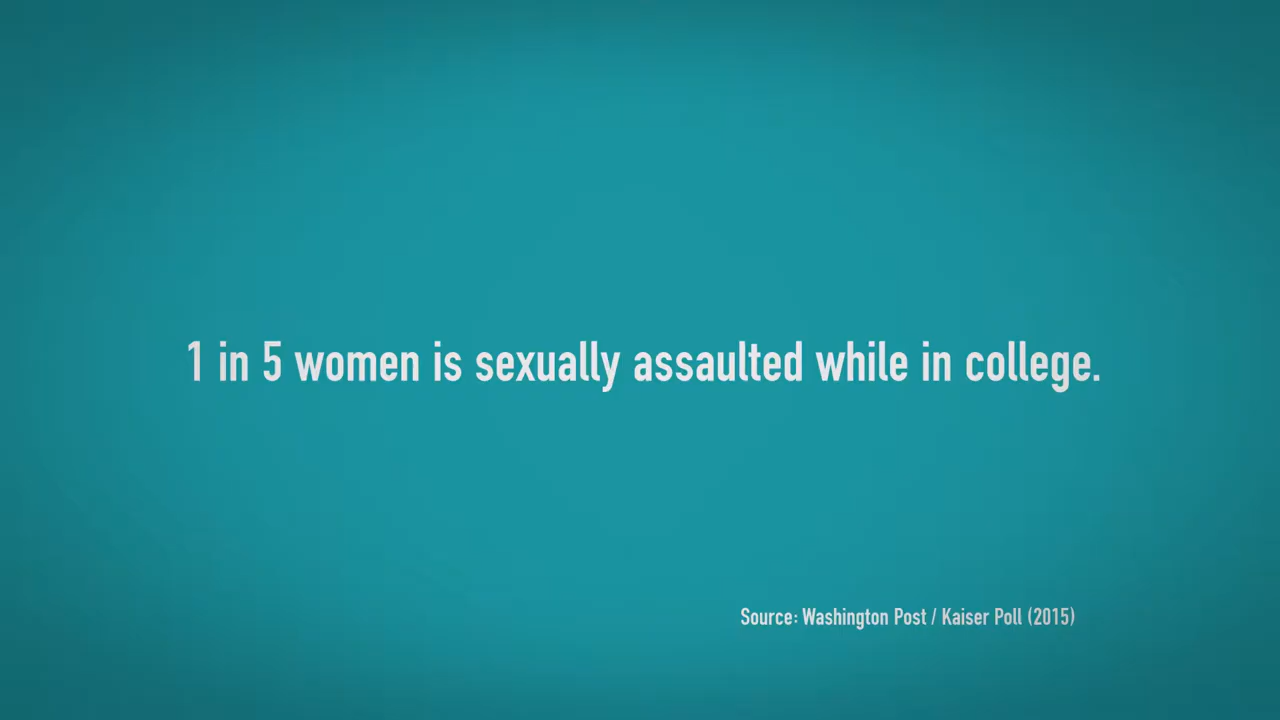 1 in 5 women is sexually assaulted while in college.
Source: Washington Post / Kaiser Poll (2015)